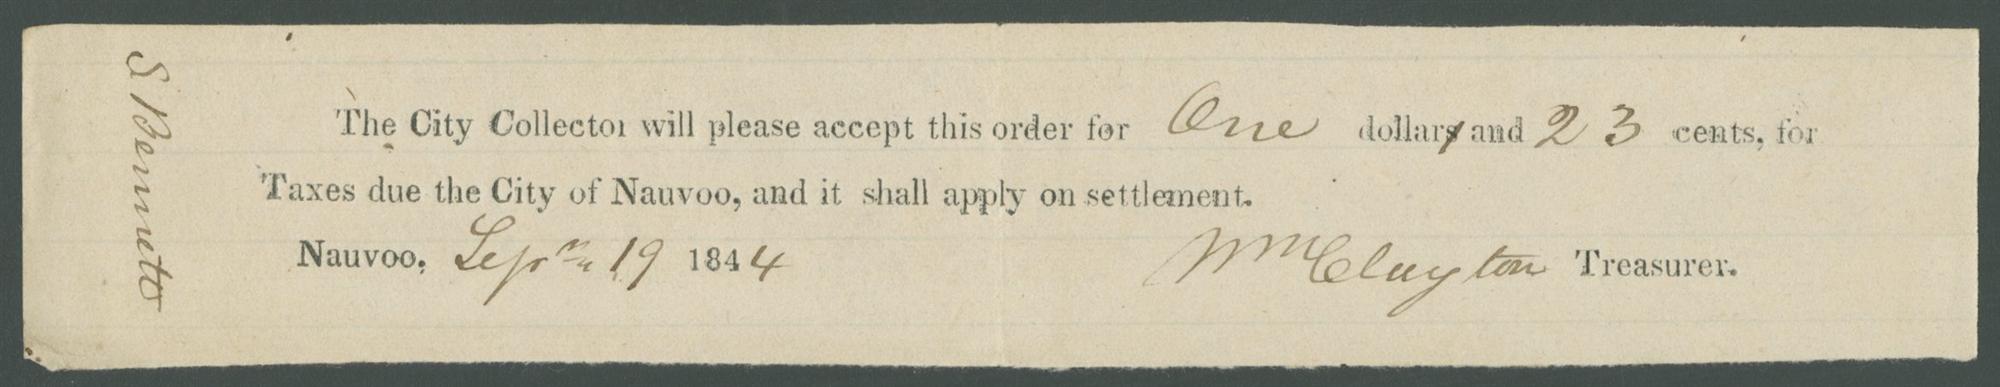 S Bennett
The City Collector will please accept this order for One dollars and 23 cents, for
Taxes due the City of Nauvoo, and it shall apply on settlement.
Nauvoo, Sepr. 19 1844 Wm Clayton Treasurer.